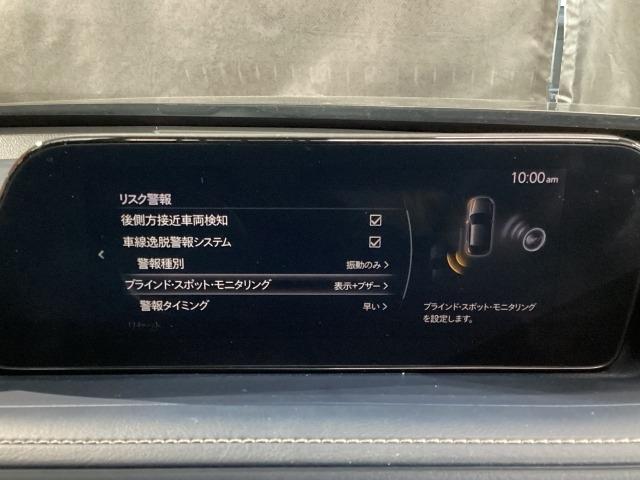 10:00am
リスク警報
後側方接近車両検知
車線逸脱警報システム
警報種別 振動のみ
ブラインド・スポット・モニタリング 表示+ブザー
警報タイミング 早い
ブラインド・スポット・モニタリング
を設定します。